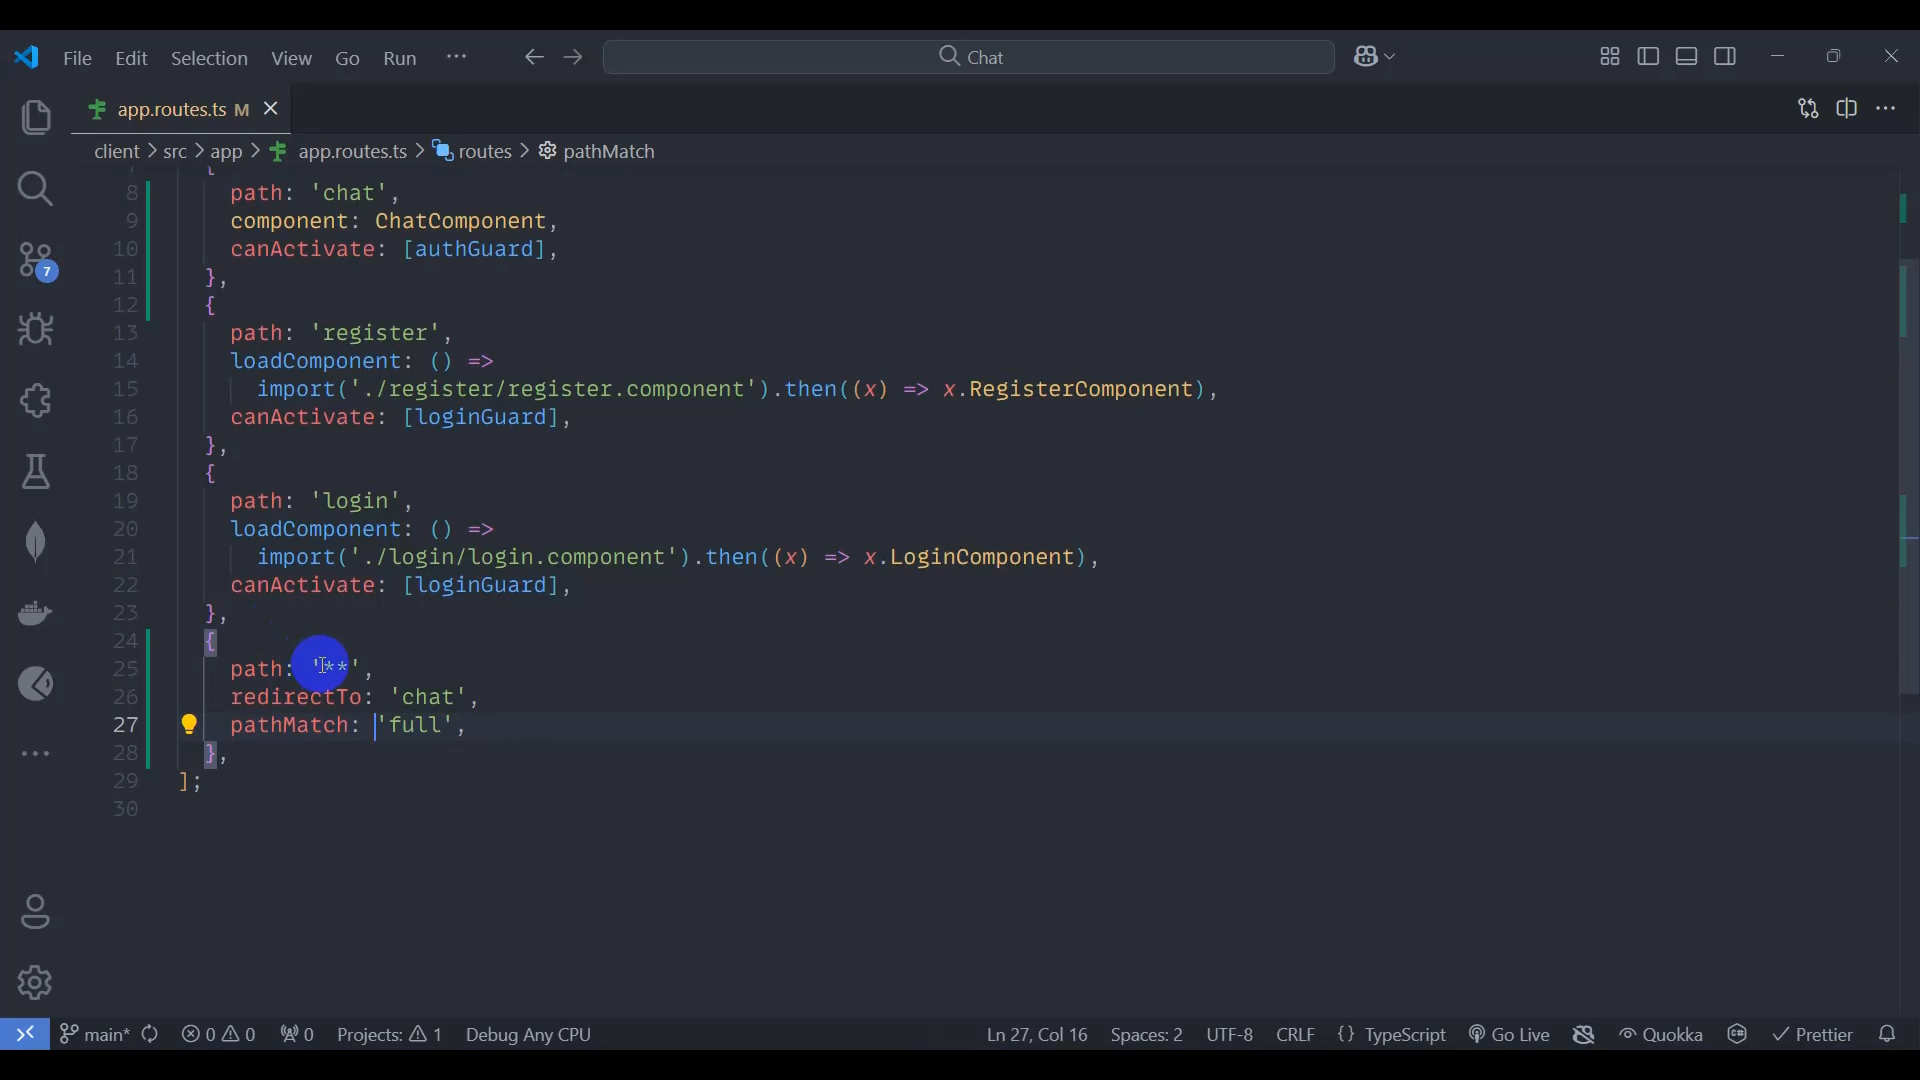 File Edit Selection View Go Run ··· Chat
app.routes.ts M
client > src > app > app.routes.ts > routes > pathMatch
7 {
8 path: 'chat',
9 component: ChatComponent,
10 canActivate: [authGuard],
11 },
12 {
13 path: 'register',
14 loadComponent: () =>
15 import('./register/register.component').then((x) => x.RegisterComponent),
16 canActivate: [loginGuard],
17 },
18 {
19 path: 'login',
20 loadComponent: () =>
21 import('./login/login.component').then((x) => x.LoginComponent),
22 canActivate: [loginGuard],
23 },
24 {
25 path: '**',
26 redirectTo: 'chat',
27 pathMatch: 'full',
28 },
29 ];
30
7
main* 0 0 0 Projects: 1 Debug Any CPU Ln 27, Col 16 Spaces: 2 UTF-8 CRLF {} TypeScript Go Live Quokka Prettier